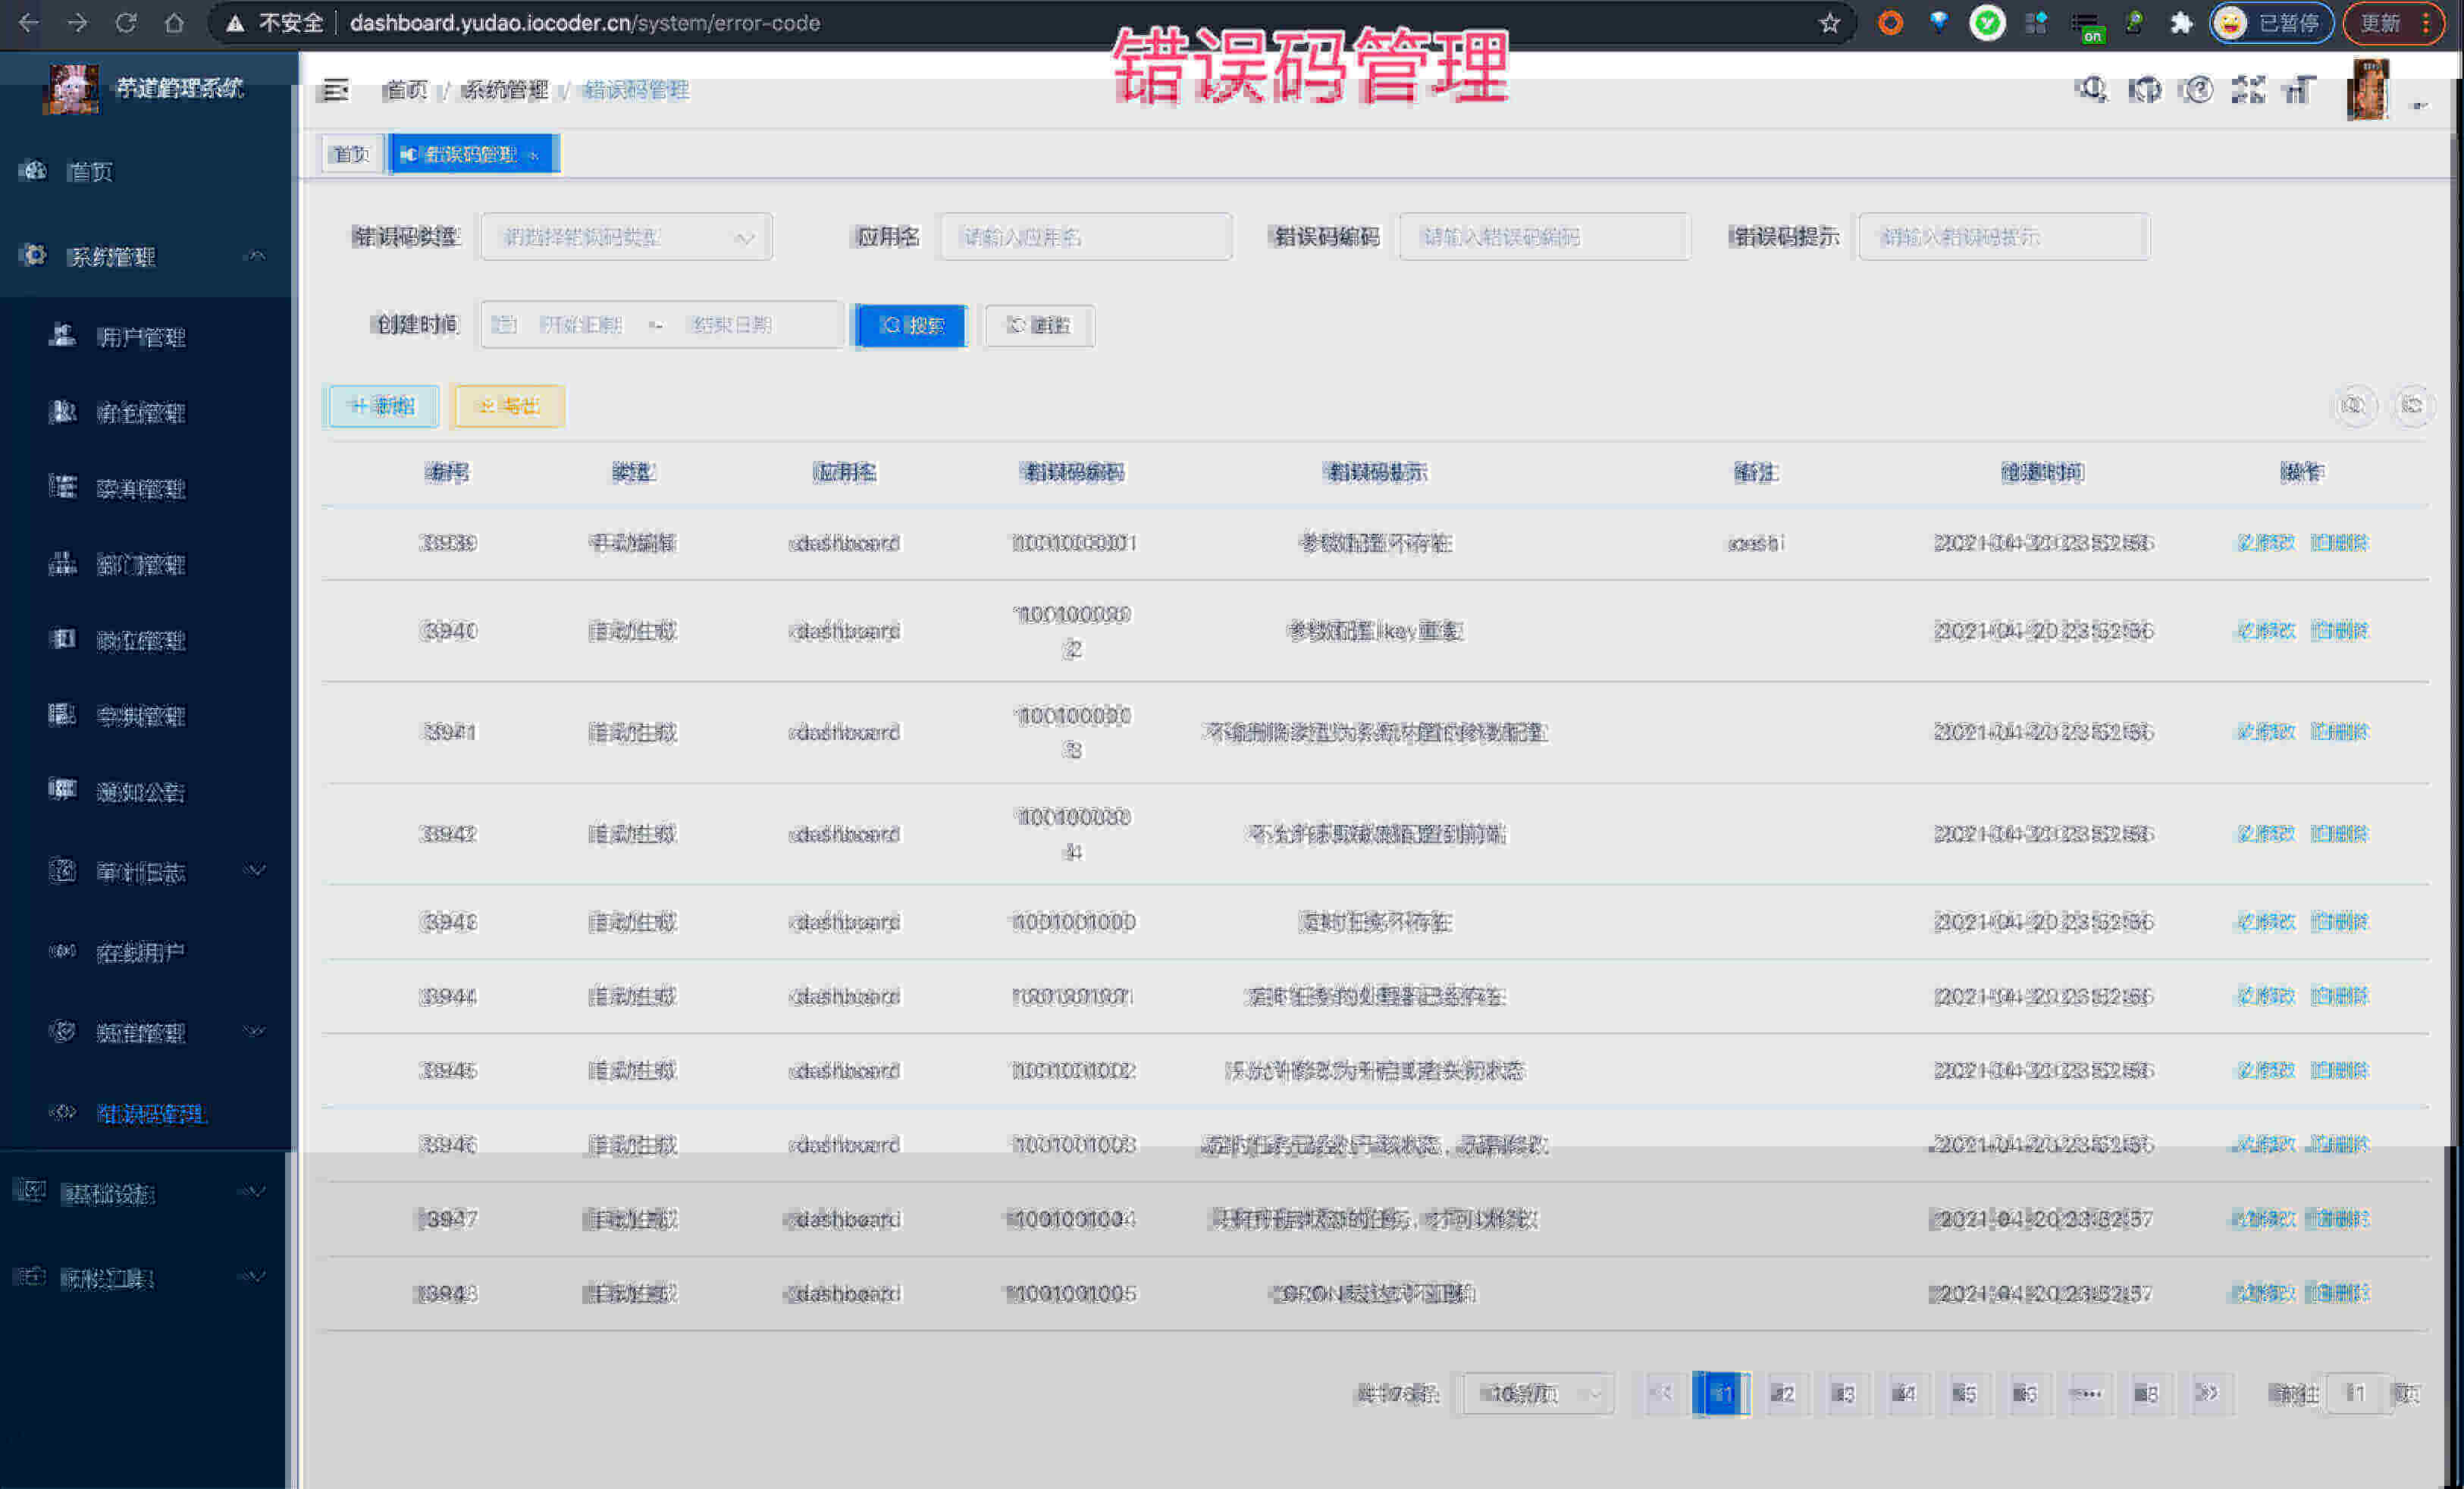 不安全 dashboard.yudao.iocoder.cn/system/error-code 已暂停 更新
on
错误码管理
芋道管理系统 首页 / 系统管理 / 错误码管理
首页 错误码管理 ×
首页
系统管理
用户管理
角色管理
菜单管理
部门管理
岗位管理
字典管理
通知公告
审计日志
在线用户
错误码管理
基础设施
错误码类型 请选择错误码类型 应用名 请输入应用名 错误码编码 请输入错误码编码 错误码提示 请输入错误码提示
创建时间 开始日期 - 结束日期 搜索 重置
+ 新增 导出
编号 类型 应用名 错误码编码 错误码提示 备注 创建时间 操作
3939 手动编辑 dashboard 参数配置不存在 修改 删除
3940 自动生成 dashboard 1001000002 参数配置 key 重复 2021-04-20 23:52:56 修改 删除
3941 自动生成 dashboard 1001000003 不能删除类型为系统内置的参数配置 2021-04-20 23:52:56 修改 删除
3942 自动生成 dashboard 1001000004 不允许获取敏感配置到前端 2021-04-20 23:52:56 修改 删除
3943 自动生成 dashboard 1001001000 定时任务不存在 2021-04-20 23:52:56 修改 删除
3944 自动生成 dashboard 1001001001 定时任务的处理器已经存在 2021-04-20 23:52:56 修改 删除
3945 自动生成 dashboard 1001001002 只允许修改为开启或者关闭状态 2021-04-20 23:52:56 修改 删除
3946 自动生成 dashboard 1001001003 定时任务已经处于该状态，无需修改 2021-04-20 23:52:56 修改 删除
3947 自动生成 dashboard 1001001004 只有开启状态的任务，才可以修改 2021-04-20 23:52:57 修改 删除
3948 自动生成 dashboard 1001001005 CRON 表达式不正确 2021-04-20 23:52:57 修改 删除
共 76 条 10条/页 1 2 3 4 5 6 ... 8 前往 1 页